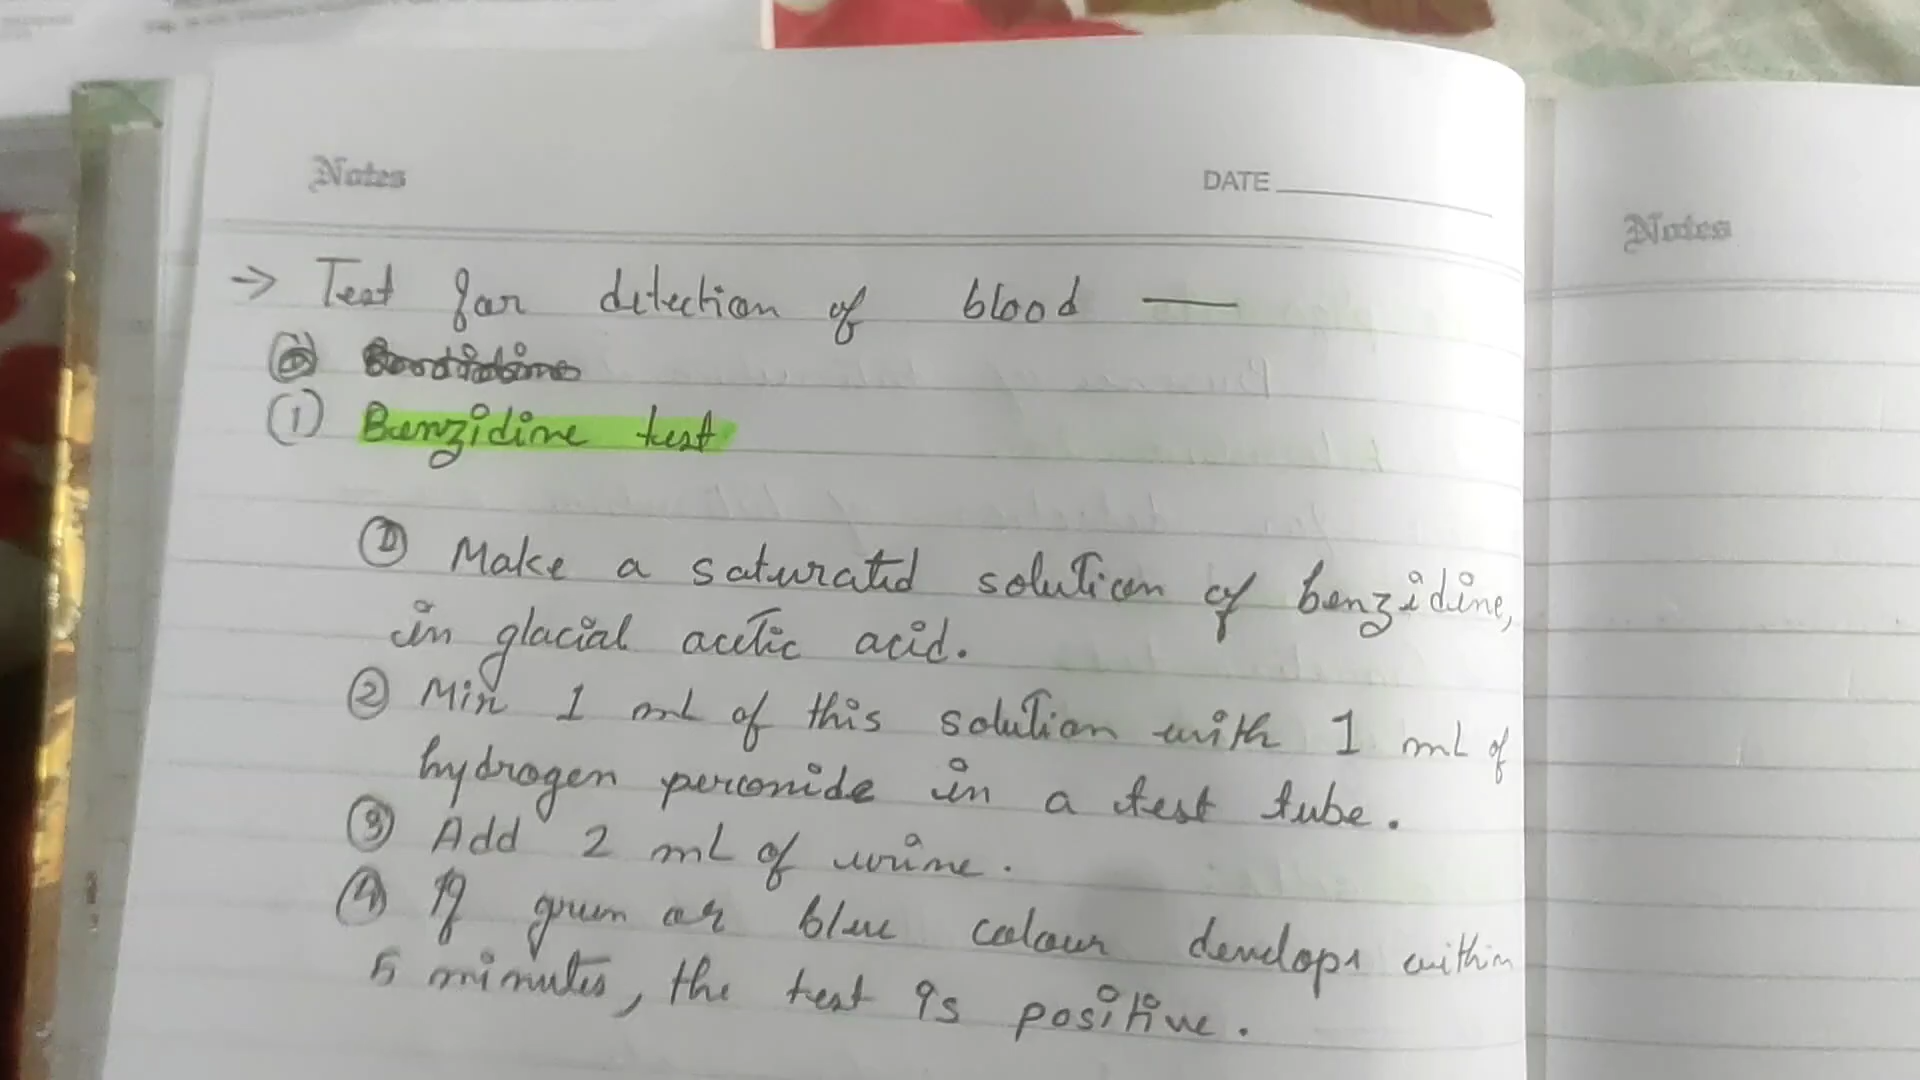 Notes
DATE
Notes
→ Test for detection of blood —
① Benzidine test
① Make a saturated solution of benzidine,
in glacial acetic acid.
② Mix 1 mL of this solution with 1 mL of
hydrogen peroxide in a test tube.
③ Add 2 mL of urine.
④ If green or blue colour develops within
5 minutes, the test is positive.